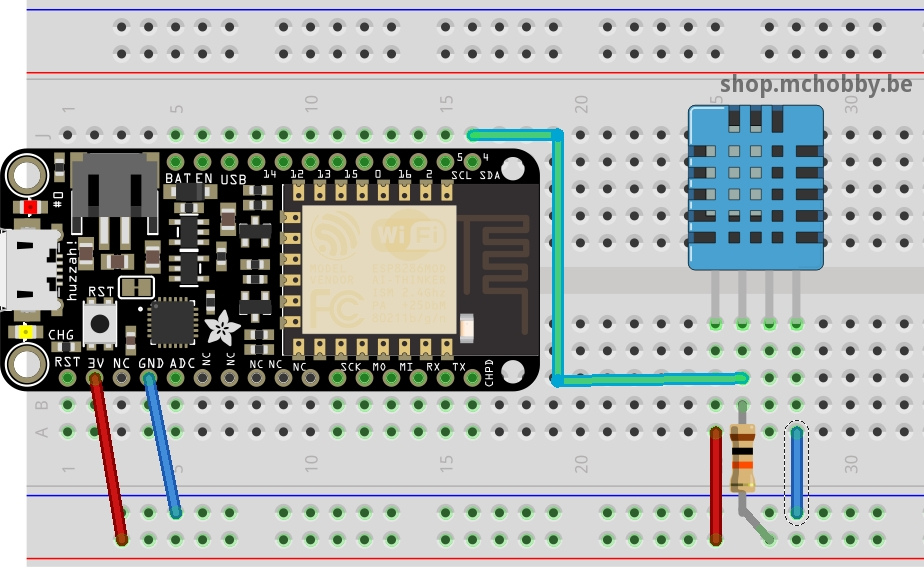 shop.mchobby.be
1 5 10 15 20 5 30
J
5 4
BAT EN USB 14 12 13 15 0 16 2 SCL SDA
#0
WiFi
huzzah!
FC
RST
CHG
RST 3V NC GND ADC NC NC NC NC NC SCK MO MI RX TX CHPD
B
A
1 5 10 15 20 30